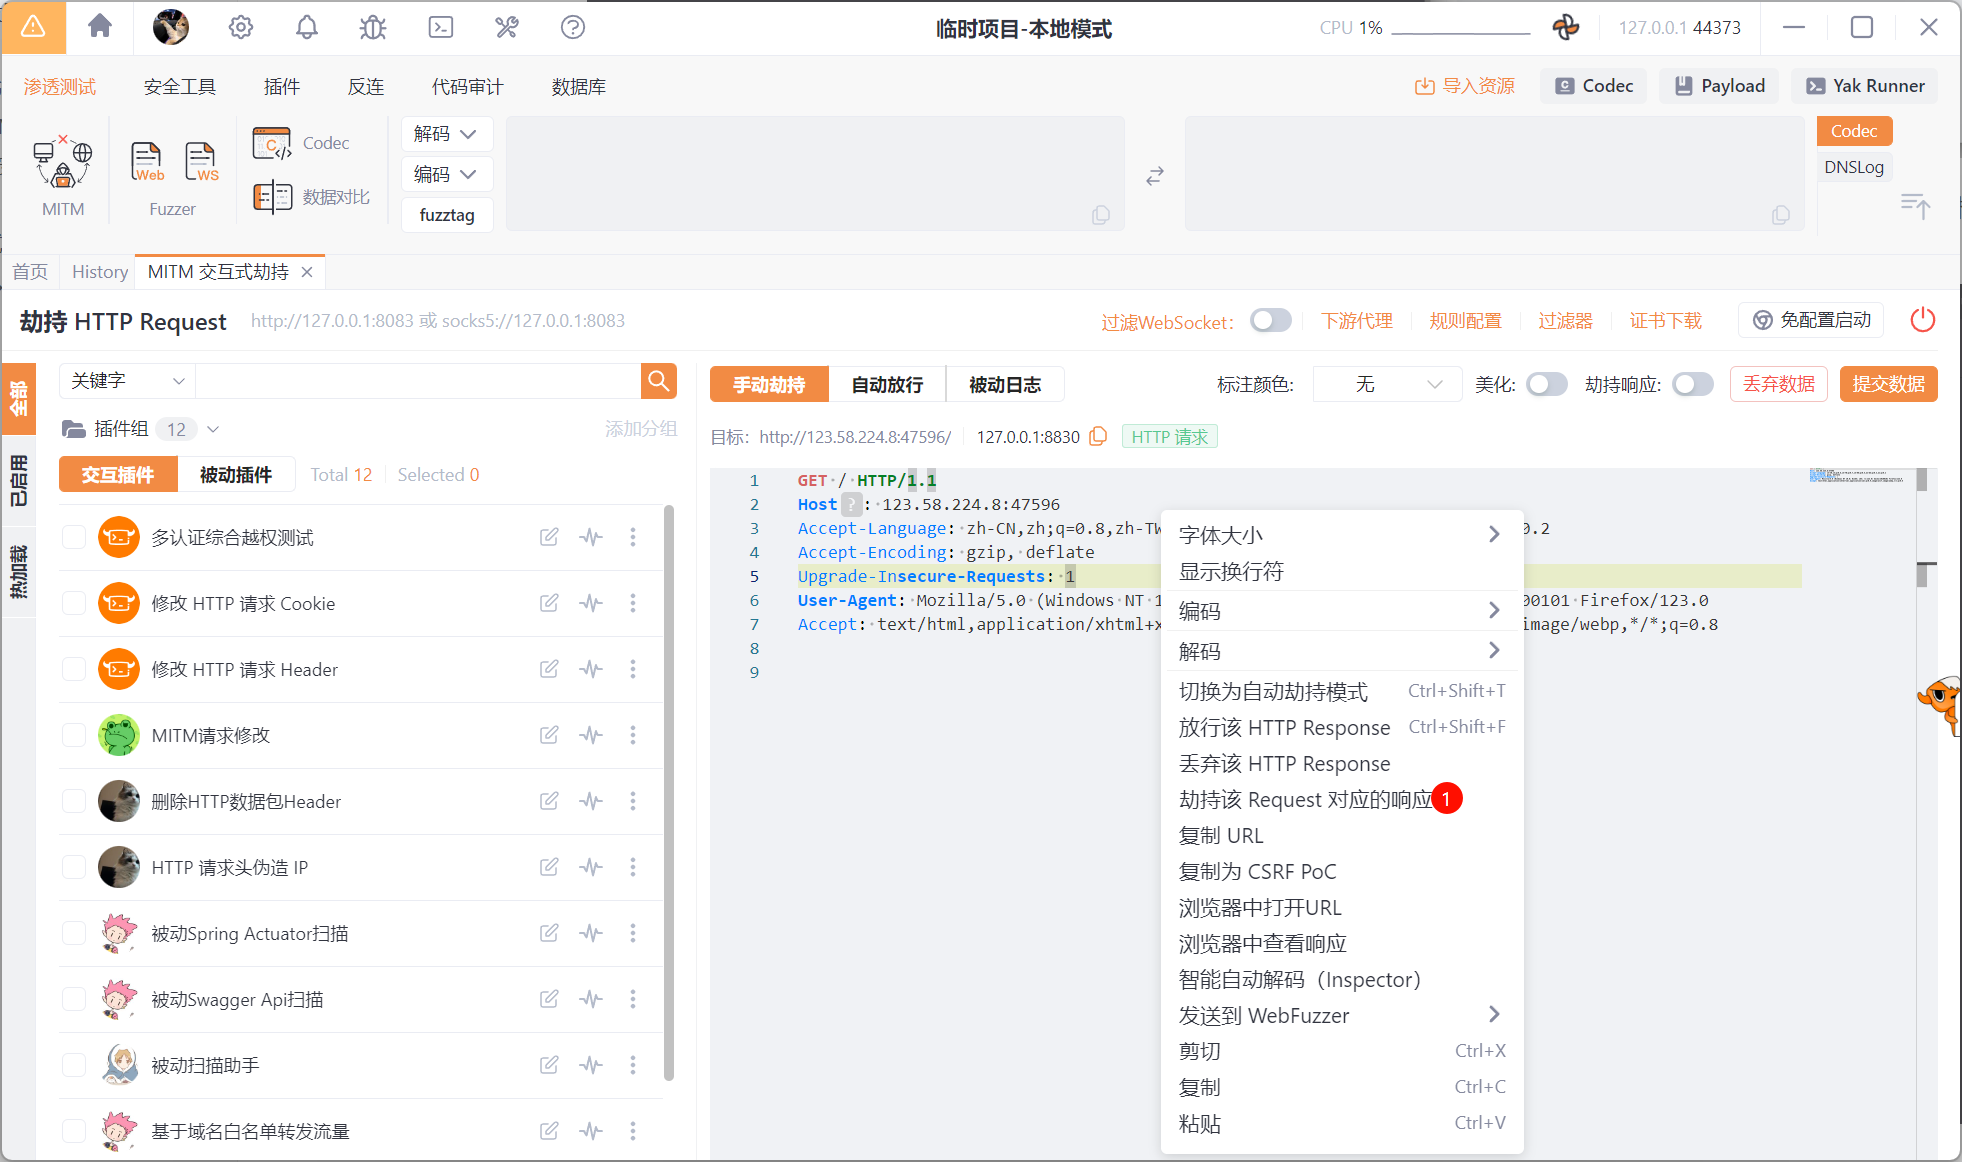 临时项目-本地模式
CPU 1%
127.0.0.1 44373
渗透测试 安全工具 插件 反连 代码审计 数据库
导入资源 Codec Payload Yak Runner
MITM
Web WS
Fuzzer
Codec
数据对比
解码
编码
fuzztag
Codec
DNSLog
首页 History MITM 交互式劫持
劫持 HTTP Request http://127.0.0.1:8083 或 socks5://127.0.0.1:8083
过滤WebSocket: 下游代理 规则配置 过滤器 证书下载 免配置启动
全部
已启用
热加载
关键字
插件组 12 添加分组
交互插件 被动插件 Total 12 Selected 0
多认证综合越权测试
修改 HTTP 请求 Cookie
修改 HTTP 请求 Header
MITM请求修改
删除HTTP数据包Header
HTTP 请求头伪造 IP
被动Spring Actuator扫描
被动Swagger Api扫描
被动扫描助手
基于域名白名单转发流量
手动劫持 自动放行 被动日志 标注颜色: 无 美化: 劫持响应: 丢弃数据 提交数据
目标: http://123.58.224.8:47596/ 127.0.0.1:8830 HTTP 请求
1 GET / HTTP/1.1
2 Host ? : 123.58.224.8:47596
3 Accept-Language: zh-CN,zh;q=0.8,zh-TW 0.2
4 Accept-Encoding: gzip, deflate
5 Upgrade-Insecure-Requests: 1
6 User-Agent: Mozilla/5.0 (Windows NT 1 00101 Firefox/123.0
7 Accept: text/html,application/xhtml+x image/webp,*/*;q=0.8
8
9
字体大小
显示换行符
编码
解码
切换为自动劫持模式 Ctrl+Shift+T
放行该 HTTP Response Ctrl+Shift+F
丢弃该 HTTP Response
劫持该 Request 对应的响应 1
复制 URL
复制为 CSRF PoC
浏览器中打开URL
浏览器中查看响应
智能自动解码（Inspector）
发送到 WebFuzzer
剪切 Ctrl+X
复制 Ctrl+C
粘贴 Ctrl+V